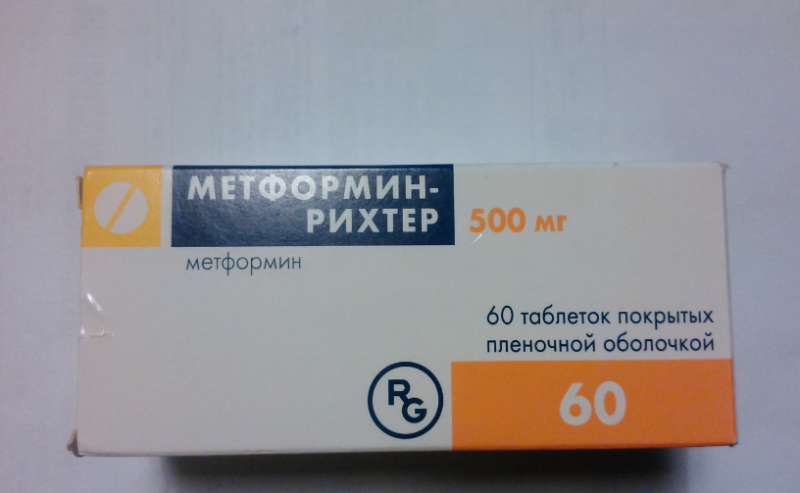 МЕТФОРМИН-
РИХТЕР
500 мг
метформин
60 таблеток покрытых
пленочной оболочкой
RG
60